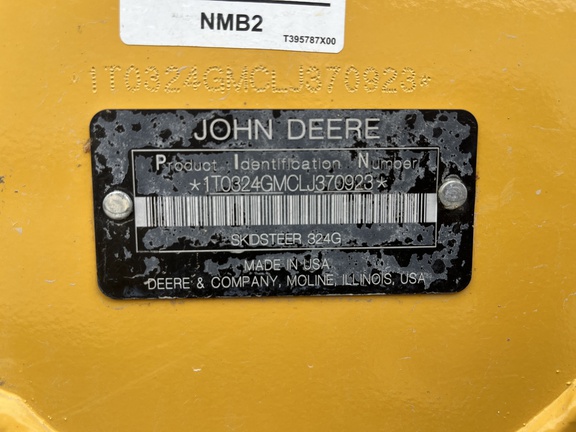 NMB2
T395787X00
*1T0324GMCLJ370923*
JOHN DEERE
Product Identification Number
*1T0324GMCLJ370923*
SKIDSTEER 324G
MADE IN USA
DEERE & COMPANY, MOLINE, ILLINOIS, USA